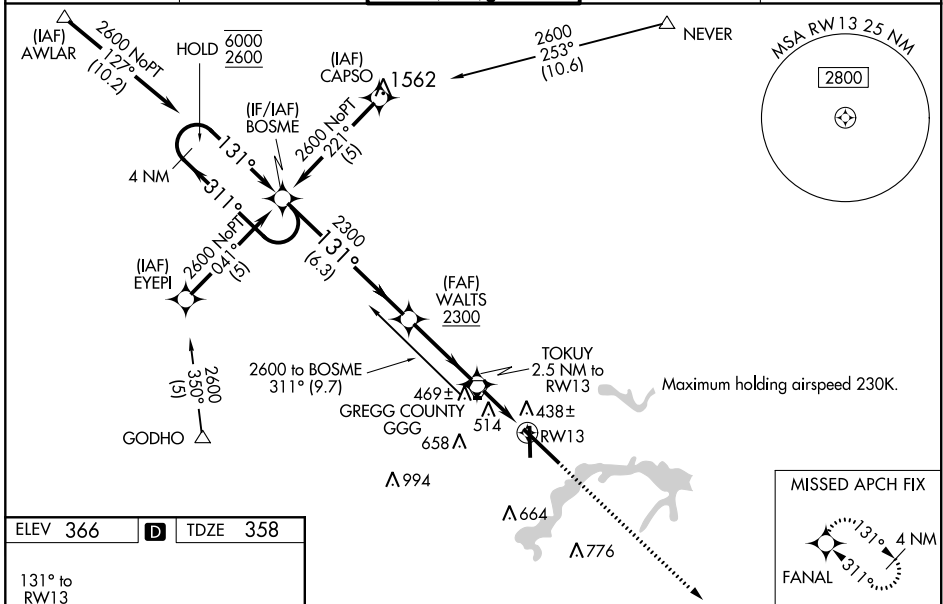 (IAF)
AWLAR
2600 NoPT
127°
(10.2)
HOLD
6000
2600
(IAF)
CAPSO
1562
2600
253°
(10.6)
NEVER
MSA RW13 25 NM
2800
(IF/IAF)
BOSME
2600 NoPT
221°
(5)
131°
4 NM
311°
2600 NoPT
041°
(5)
(IAF)
EYEPI
2300
131°
(6.3)
(FAF)
WALTS
2300
2600
350°
(5)
GODHO
2600 to BOSME
311° (9.7)
TOKUY
2.5 NM to
RW13
Maximum holding airspeed 230K.
469±
GREGG COUNTY
GGG
514
438±
RW13
658
994
664
776
MISSED APCH FIX
131°
4 NM
311°
FANAL
ELEV 366
D
TDZE 358
131° to
RW13